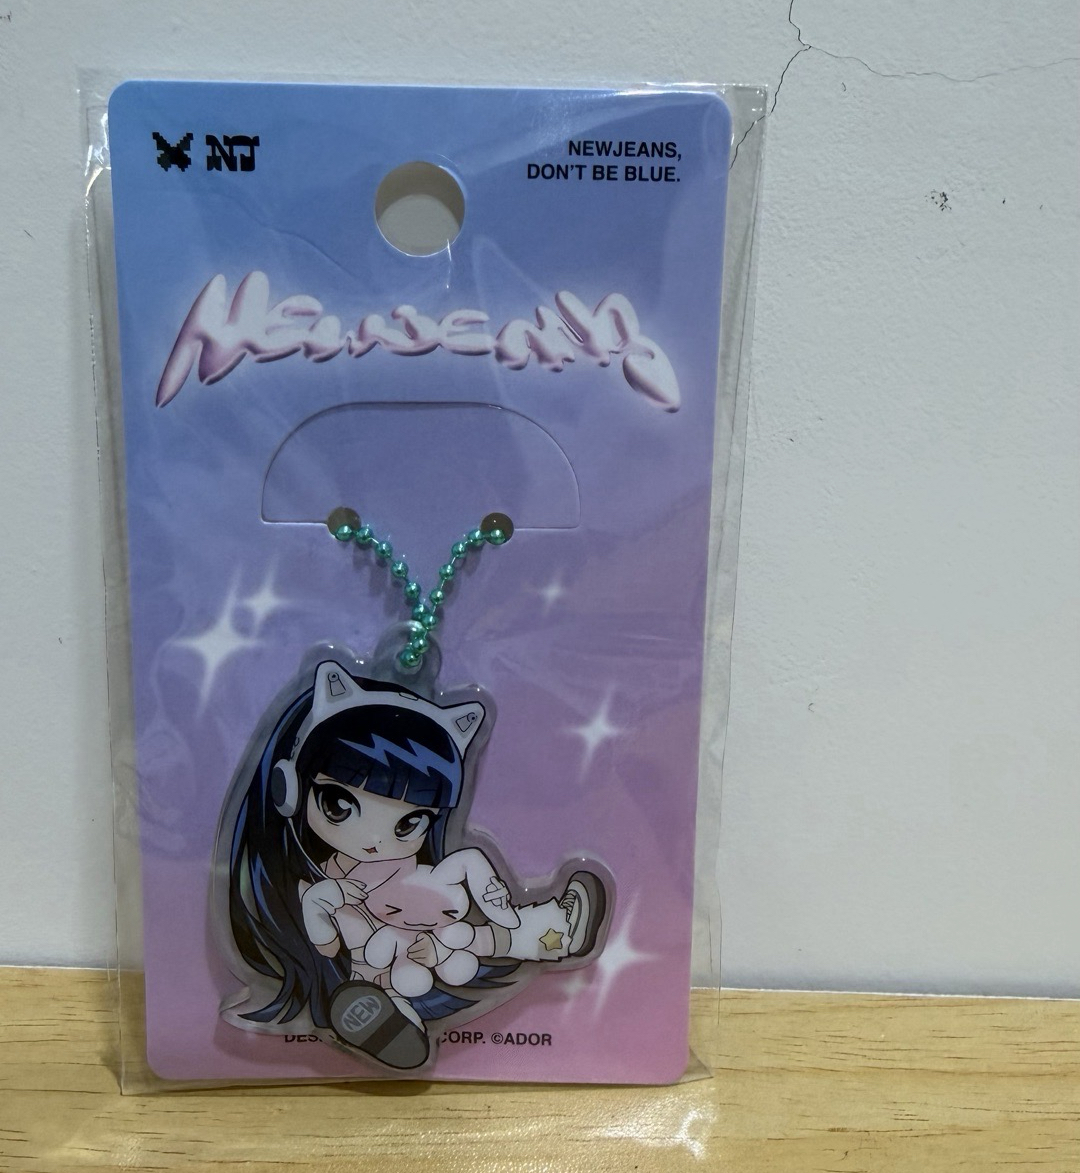 NJ
NEWJEANS,
DON'T BE BLUE.
NEWJEANS
NEW
CORP. ©ADOR